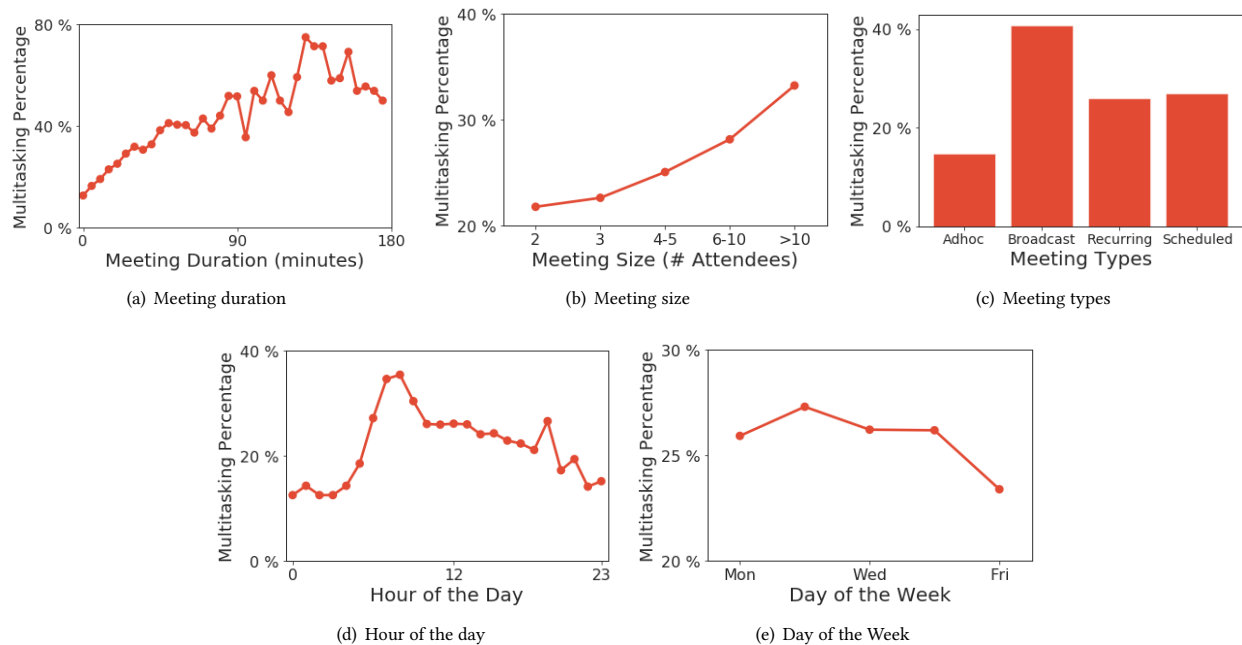 80 %
40 %
0 %
Multitasking Percentage
0 90 180
Meeting Duration (minutes)
(a) Meeting duration
40 %
30 %
20 %
Multitasking Percentage
2 3 4-5 6-10 >10
Meeting Size (# Attendees)
(b) Meeting size
40 %
20 %
0 %
Multitasking Percentage
Adhoc Broadcast Recurring Scheduled
Meeting Types
(c) Meeting types
40 %
20 %
0 %
Multitasking Percentage
0 12 23
Hour of the Day
(d) Hour of the day
30 %
25 %
20 %
Multitasking Percentage
Mon Wed Fri
Day of the Week
(e) Day of the Week